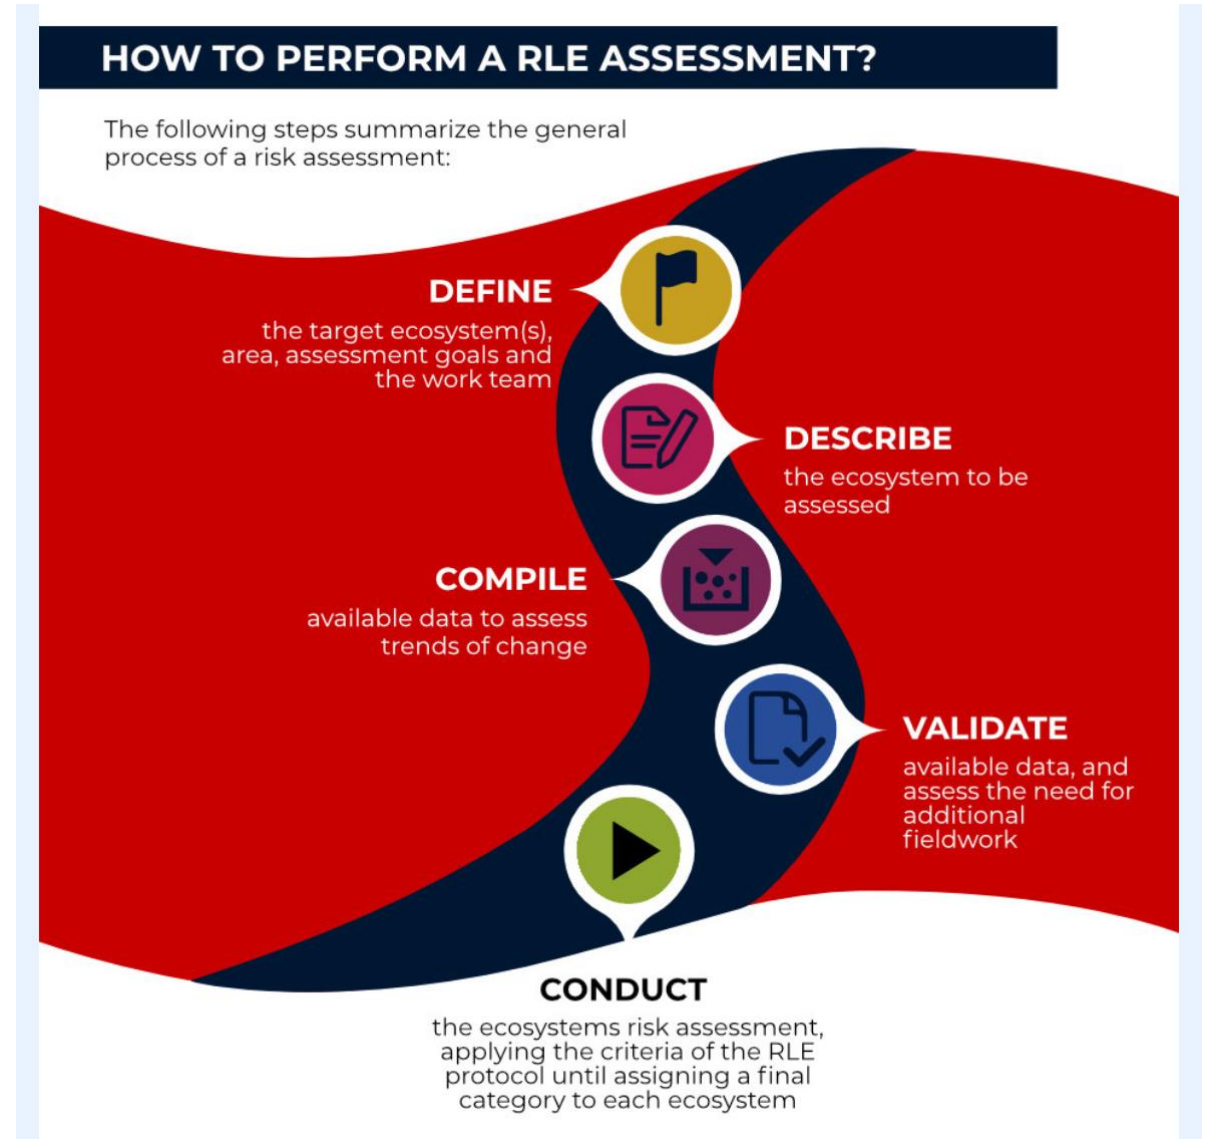 HOW TO PERFORM A RLE ASSESSMENT?
The following steps summarize the general
process of a risk assessment:
DEFINE
the target ecosystem(s),
area, assessment goals and
the work team
DESCRIBE
the ecosystem to be
assessed
COMPILE
available data to assess
trends of change
VALIDATE
available data, and
assess the need for
additional
fieldwork
CONDUCT
the ecosystems risk assessment,
applying the criteria of the RLE
protocol until assigning a final
category to each ecosystem